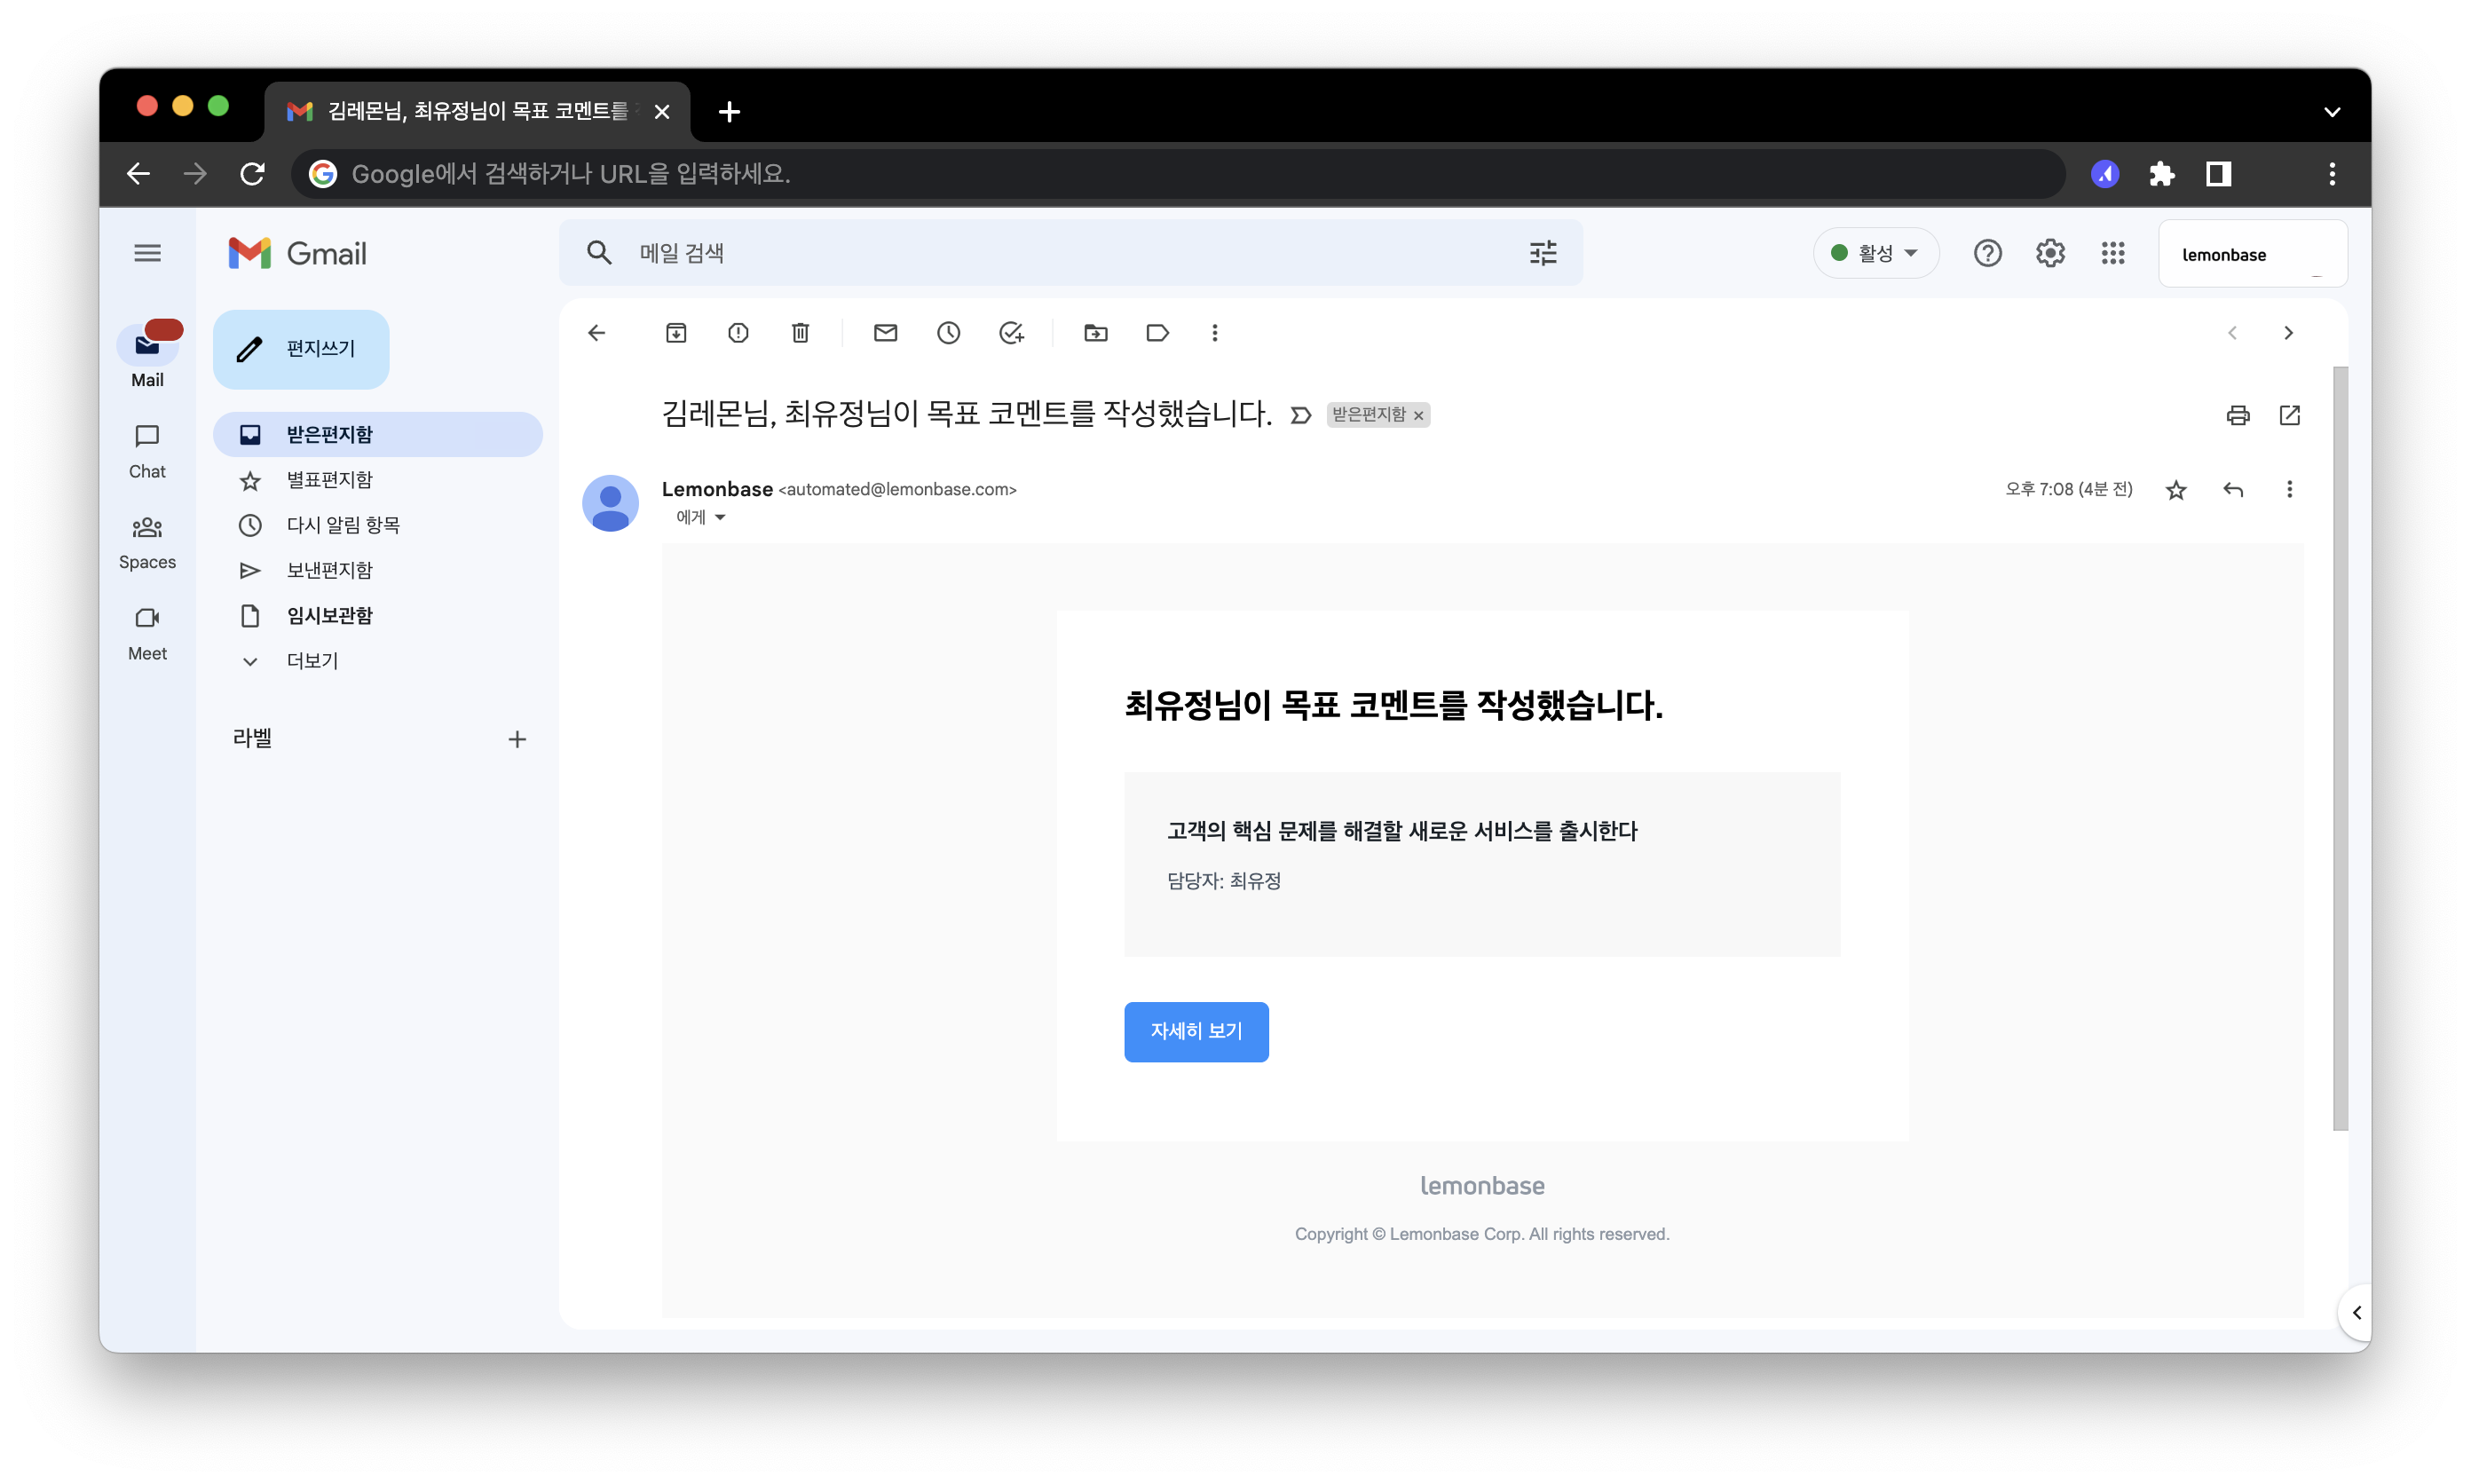 김레몬님, 최유정님이 목표 코멘트를
Google에서 검색하거나 URL을 입력하세요.
Gmail
메일 검색
활성
lemonbase
Mail
Chat
Spaces
Meet
편지쓰기
받은편지함
별표편지함
다시 알림 항목
보낸편지함
임시보관함
더보기
라벨
김레몬님, 최유정님이 목표 코멘트를 작성했습니다.
받은편지함
Lemonbase <automated@lemonbase.com>
오후 7:08 (4분 전)
에게
최유정님이 목표 코멘트를 작성했습니다.
고객의 핵심 문제를 해결할 새로운 서비스를 출시한다
담당자: 최유정
자세히 보기
lemonbase
Copyright © Lemonbase Corp. All rights reserved.